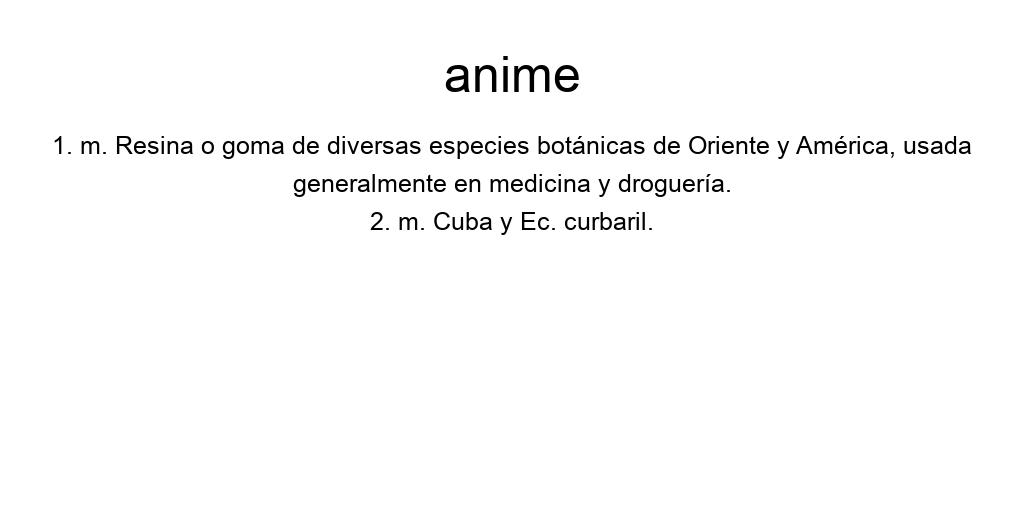 anime
1. m. Resina o goma de diversas especies botánicas de Oriente y América, usada
generalmente en medicina y droguería.
2. m. Cuba y Ec. curbaril.